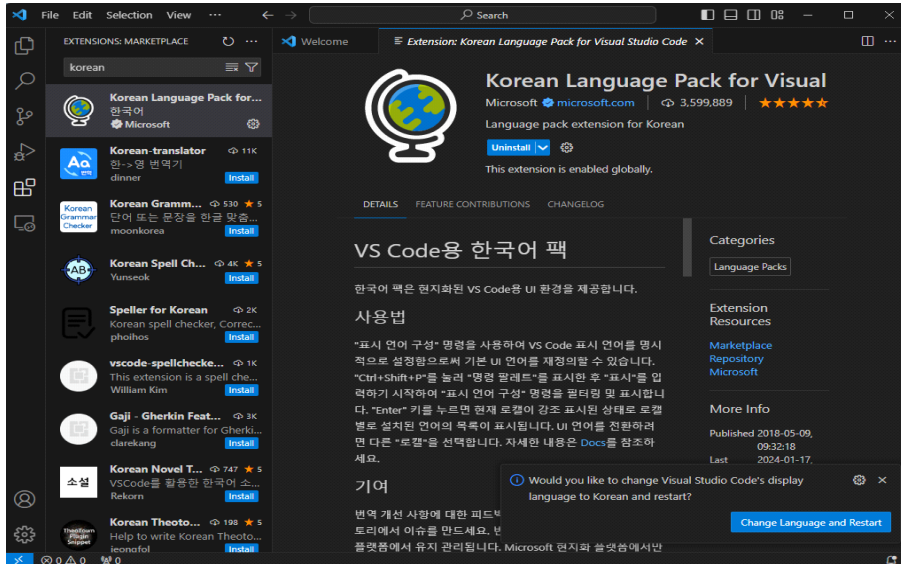 File Edit Selection View ···
Search
EXTENSIONS: MARKETPLACE
korean
Korean Language Pack for...
한국어
Microsoft
Korean-translator 11K
한->영 번역기
dinner Install
Korean Grammar Checker
Korean Gramm... 530 ★ 5
단어 또는 문장을 한글 맞춤...
moonkorea Install
AB
Korean Spell Ch... 4K ★ 5
Yunseok Install
Speller for Korean 2K
Korean spell checker, Correc...
phoihos Install
vscode-spellchecke... 1K
This extension is a spell che...
William Kim Install
Gaji - Gherkin Feat... 3K
Gaji is a formatter for Gherki...
clarekang Install
소설
Korean Novel T... 747 ★ 5
VSCode를 활용한 한국어 소...
Rekorn Install
Korean Theoto... 198 ★ 5
Help to write Korean Theoto...
jeongfol Install
0 0 0
Welcome
Extension: Korean Language Pack for Visual Studio Code
Korean Language Pack for Visual
Microsoft microsoft.com 3,599,889
Language pack extension for Korean
Uninstall
This extension is enabled globally.
DETAILS FEATURE CONTRIBUTIONS CHANGELOG
VS Code용 한국어 팩
한국어 팩은 현지화된 VS Code용 UI 환경을 제공합니다.
사용법
"표시 언어 구성" 명령을 사용하여 VS Code 표시 언어를 명시
적으로 설정함으로써 기본 UI 언어를 재정의할 수 있습니다.
"Ctrl+Shift+P"를 눌러 "명령 팔레트"를 표시한 후 "표시"를 입
력하기 시작하여 "표시 언어 구성" 명령을 필터링 및 표시합니
다. "Enter" 키를 누르면 현재 로캘이 강조 표시된 상태로 로캘
별로 설치된 언어의 목록이 표시됩니다. UI 언어를 전환하려
면 다른 "로캘"을 선택합니다. 자세한 내용은 Docs를 참조하
세요.
기여
번역 개선 사항에 대한 피드백
토리에서 이슈를 만드세요.
플랫폼에서 유지 관리됩니다. Microsoft 현지화 플랫폼에서만
Categories
Language Packs
Extension
Resources
Marketplace
Repository
Microsoft
More Info
Published 2018-05-09,
09:32:18
Last 2024-01-17,
Would you like to change Visual Studio Code's display
language to Korean and restart?
Change Language and Restart